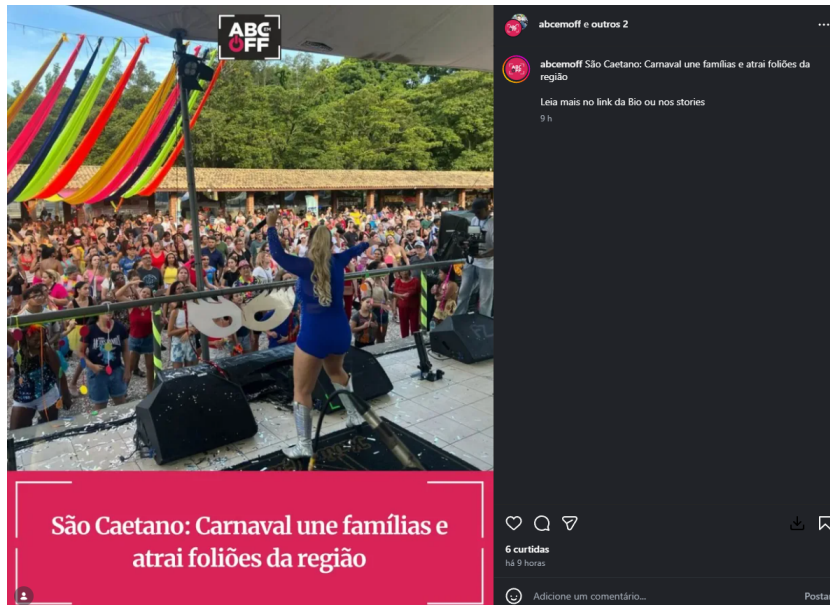 ABC
EM
OFF
São Caetano: Carnaval une famílias e
atrai foliões da região
abcemoff e outros 2
abcemoff São Caetano: Carnaval une famílias e atrai foliões da
região
Leia mais no link da Bio ou nos stories
9 h
6 curtidas
há 9 horas
Adicione um comentário...
Postar